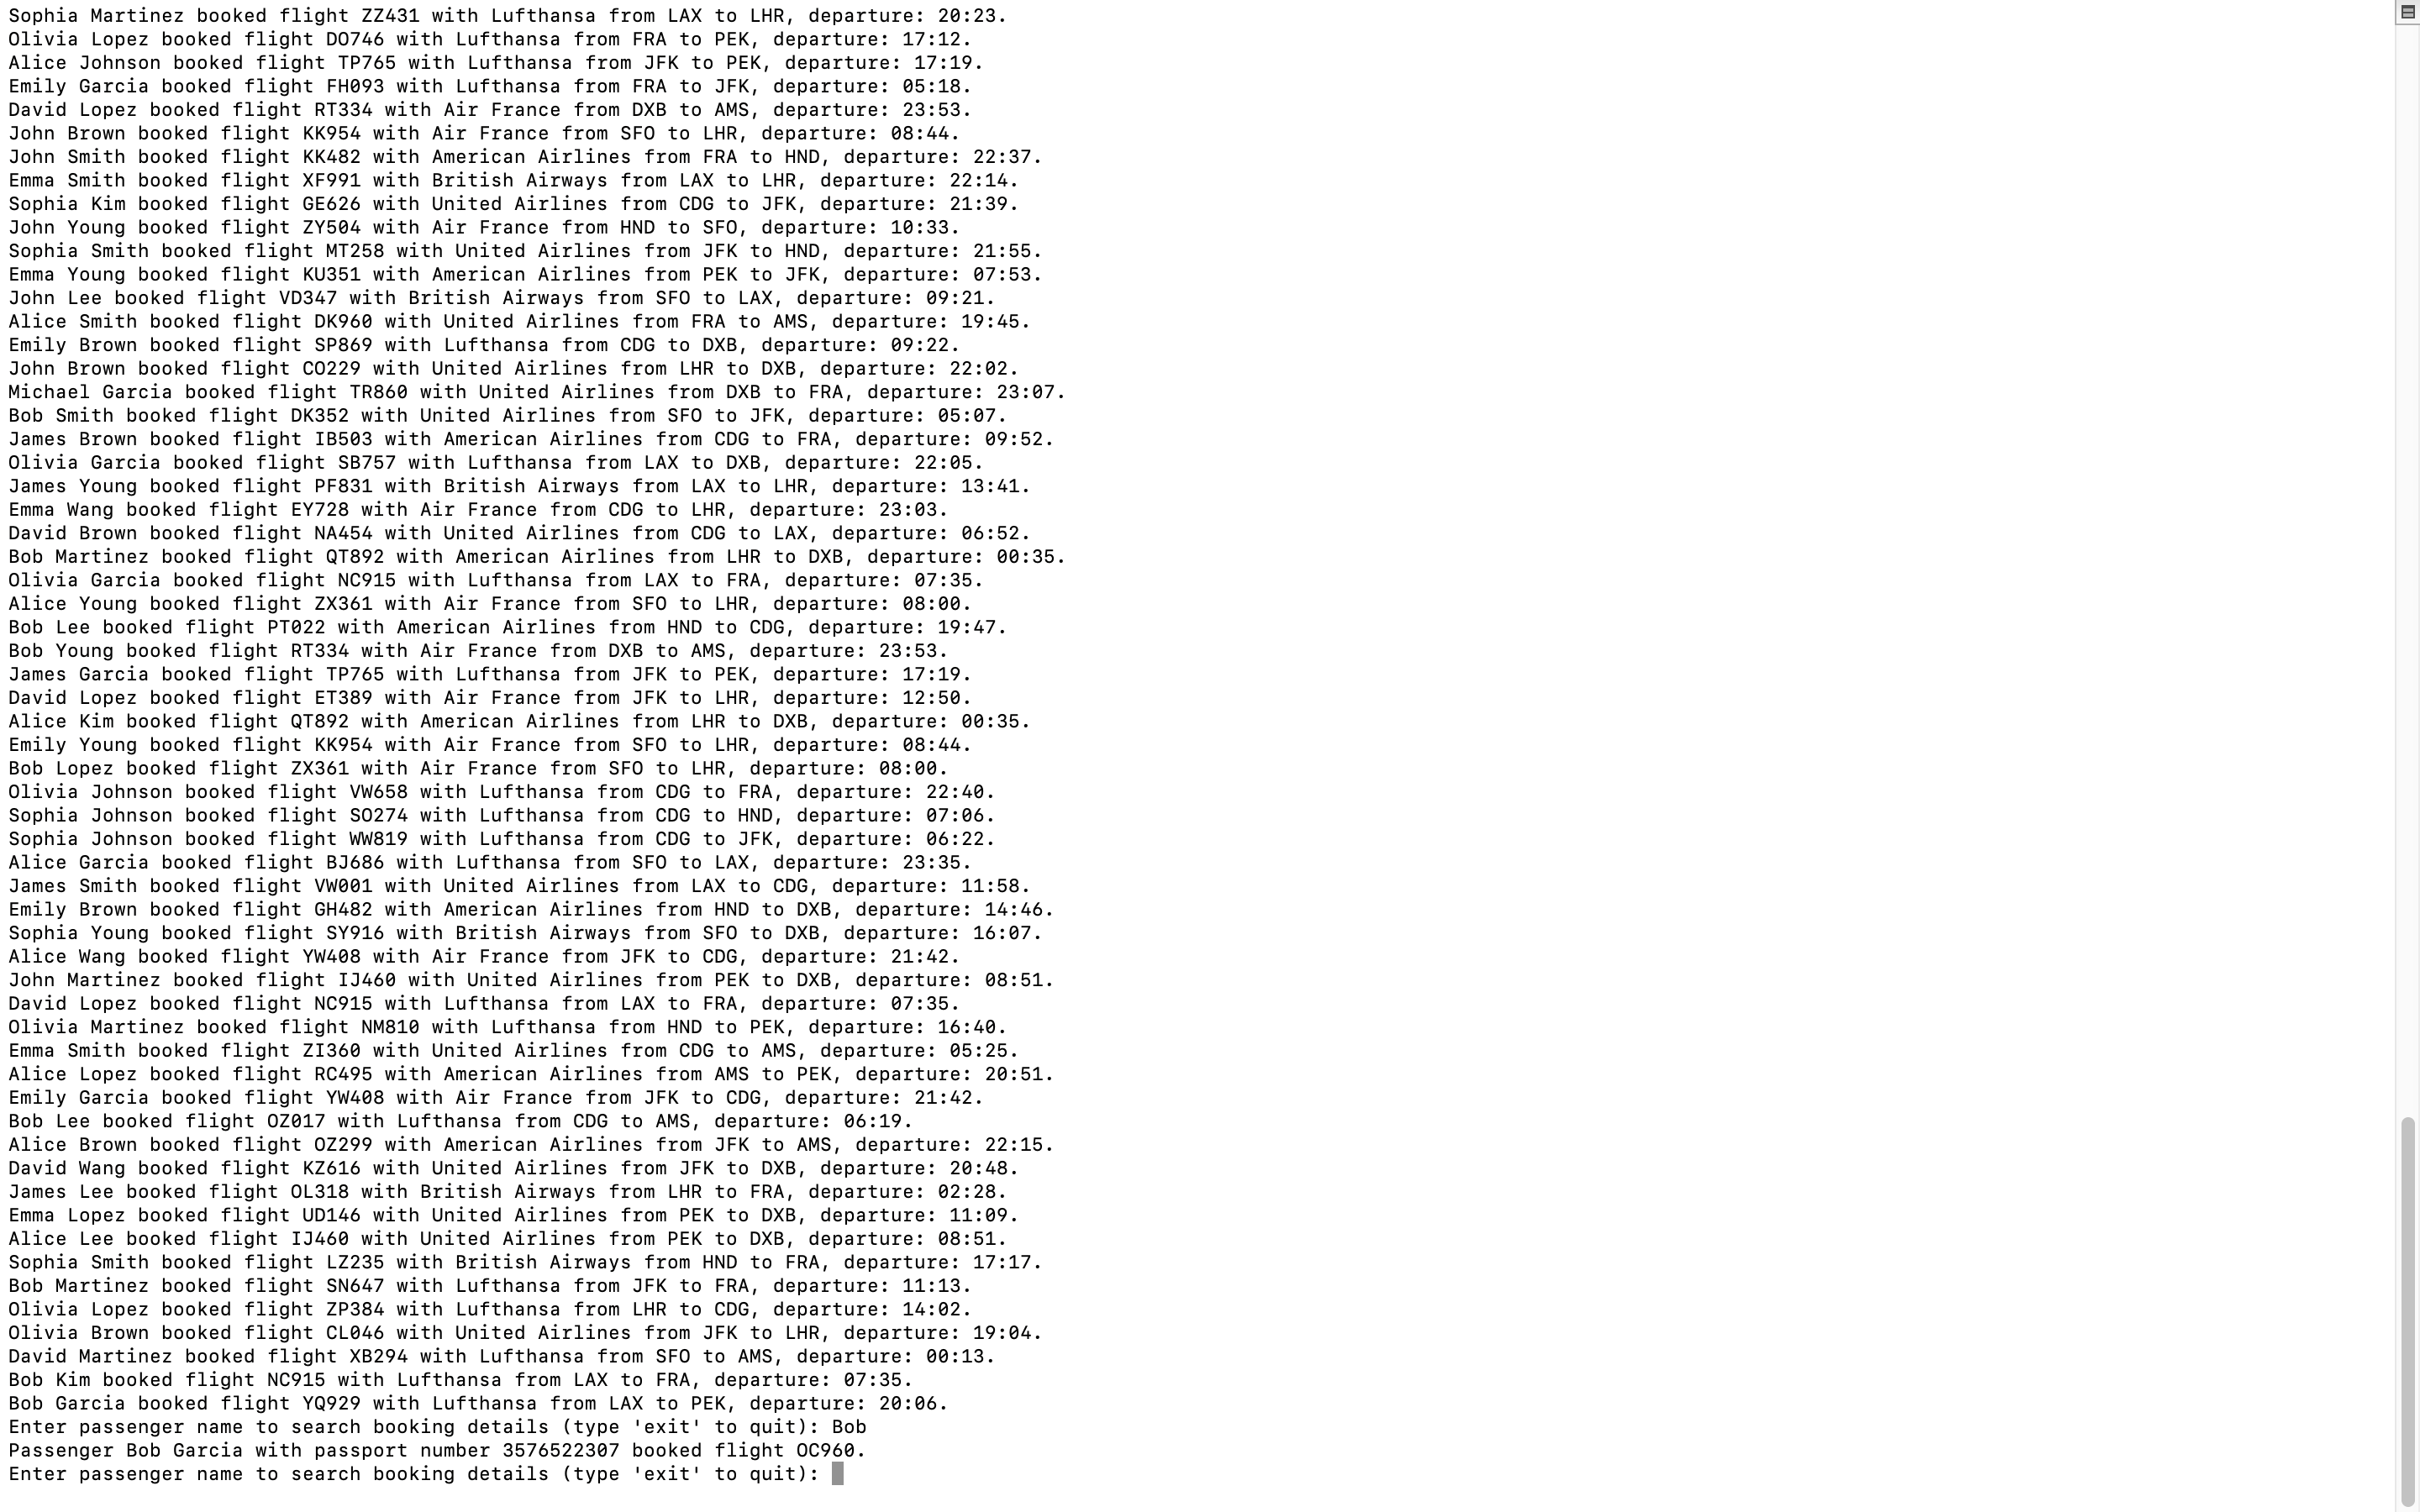 Sophia Martinez booked flight ZZ431 with Lufthansa from LAX to LHR, departure: 20:23.
Olivia Lopez booked flight DO746 with Lufthansa from FRA to PEK, departure: 17:12.
Alice Johnson booked flight TP765 with Lufthansa from JFK to PEK, departure: 17:19.
Emily Garcia booked flight FH093 with Lufthansa from FRA to JFK, departure: 05:18.
David Lopez booked flight RT334 with Air France from DXB to AMS, departure: 23:53.
John Brown booked flight KK954 with Air France from SFO to LHR, departure: 08:44.
John Smith booked flight KK482 with American Airlines from FRA to HND, departure: 22:37.
Emma Smith booked flight XF991 with British Airways from LAX to LHR, departure: 22:14.
Sophia Kim booked flight GE626 with United Airlines from CDG to JFK, departure: 21:39.
John Young booked flight ZY504 with Air France from HND to SFO, departure: 10:33.
Sophia Smith booked flight MT258 with United Airlines from JFK to HND, departure: 21:55.
Emma Young booked flight KU351 with American Airlines from PEK to JFK, departure: 07:53.
John Lee booked flight VD347 with British Airways from SFO to LAX, departure: 09:21.
Alice Smith booked flight DK960 with United Airlines from FRA to AMS, departure: 19:45.
Emily Brown booked flight SP869 with Lufthansa from CDG to DXB, departure: 09:22.
John Brown booked flight CO229 with United Airlines from LHR to DXB, departure: 22:02.
Michael Garcia booked flight TR860 with United Airlines from DXB to FRA, departure: 23:07.
Bob Smith booked flight DK352 with United Airlines from SFO to JFK, departure: 05:07.
James Brown booked flight IB503 with American Airlines from CDG to FRA, departure: 09:52.
Olivia Garcia booked flight SB757 with Lufthansa from LAX to DXB, departure: 22:05.
James Young booked flight PF831 with British Airways from LAX to LHR, departure: 13:41.
Emma Wang booked flight EY728 with Air France from CDG to LHR, departure: 23:03.
David Brown booked flight NA454 with United Airlines from CDG to LAX, departure: 06:52.
Bob Martinez booked flight QT892 with American Airlines from LHR to DXB, departure: 00:35.
Olivia Garcia booked flight NC915 with Lufthansa from LAX to FRA, departure: 07:35.
Alice Young booked flight ZX361 with Air France from SFO to LHR, departure: 08:00.
Bob Lee booked flight PT022 with American Airlines from HND to CDG, departure: 19:47.
Bob Young booked flight RT334 with Air France from DXB to AMS, departure: 23:53.
James Garcia booked flight TP765 with Lufthansa from JFK to PEK, departure: 17:19.
David Lopez booked flight ET389 with Air France from JFK to LHR, departure: 12:50.
Alice Kim booked flight QT892 with American Airlines from LHR to DXB, departure: 00:35.
Emily Young booked flight KK954 with Air France from SFO to LHR, departure: 08:44.
Bob Lopez booked flight ZX361 with Air France from SFO to LHR, departure: 08:00.
Olivia Johnson booked flight VW658 with Lufthansa from CDG to FRA, departure: 22:40.
Sophia Johnson booked flight SO274 with Lufthansa from CDG to HND, departure: 07:06.
Sophia Johnson booked flight WW819 with Lufthansa from CDG to JFK, departure: 06:22.
Alice Garcia booked flight BJ686 with Lufthansa from SFO to LAX, departure: 23:35.
James Smith booked flight VW001 with United Airlines from LAX to CDG, departure: 11:58.
Emily Brown booked flight GH482 with American Airlines from HND to DXB, departure: 14:46.
Sophia Young booked flight SY916 with British Airways from SFO to DXB, departure: 16:07.
Alice Wang booked flight YW408 with Air France from JFK to CDG, departure: 21:42.
John Martinez booked flight IJ460 with United Airlines from PEK to DXB, departure: 08:51.
David Lopez booked flight NC915 with Lufthansa from LAX to FRA, departure: 07:35.
Olivia Martinez booked flight NM810 with Lufthansa from HND to PEK, departure: 16:40.
Emma Smith booked flight ZI360 with United Airlines from CDG to AMS, departure: 05:25.
Alice Lopez booked flight RC495 with American Airlines from AMS to PEK, departure: 20:51.
Emily Garcia booked flight YW408 with Air France from JFK to CDG, departure: 21:42.
Bob Lee booked flight OZ017 with Lufthansa from CDG to AMS, departure: 06:19.
Alice Brown booked flight OZ299 with American Airlines from JFK to AMS, departure: 22:15.
David Wang booked flight KZ616 with United Airlines from JFK to DXB, departure: 20:48.
James Lee booked flight OL318 with British Airways from LHR to FRA, departure: 02:28.
Emma Lopez booked flight UD146 with United Airlines from PEK to DXB, departure: 11:09.
Alice Lee booked flight IJ460 with United Airlines from PEK to DXB, departure: 08:51.
Sophia Smith booked flight LZ235 with British Airways from HND to FRA, departure: 17:17.
Bob Martinez booked flight SN647 with Lufthansa from JFK to FRA, departure: 11:13.
Olivia Lopez booked flight ZP384 with Lufthansa from LHR to CDG, departure: 14:02.
Olivia Brown booked flight CL046 with United Airlines from JFK to LHR, departure: 19:04.
David Martinez booked flight XB294 with Lufthansa from SFO to AMS, departure: 00:13.
Bob Kim booked flight NC915 with Lufthansa from LAX to FRA, departure: 07:35.
Bob Garcia booked flight YQ929 with Lufthansa from LAX to PEK, departure: 20:06.
Enter passenger name to search booking details (type 'exit' to quit): Bob
Passenger Bob Garcia with passport number 3576522307 booked flight OC960.
Enter passenger name to search booking details (type 'exit' to quit):